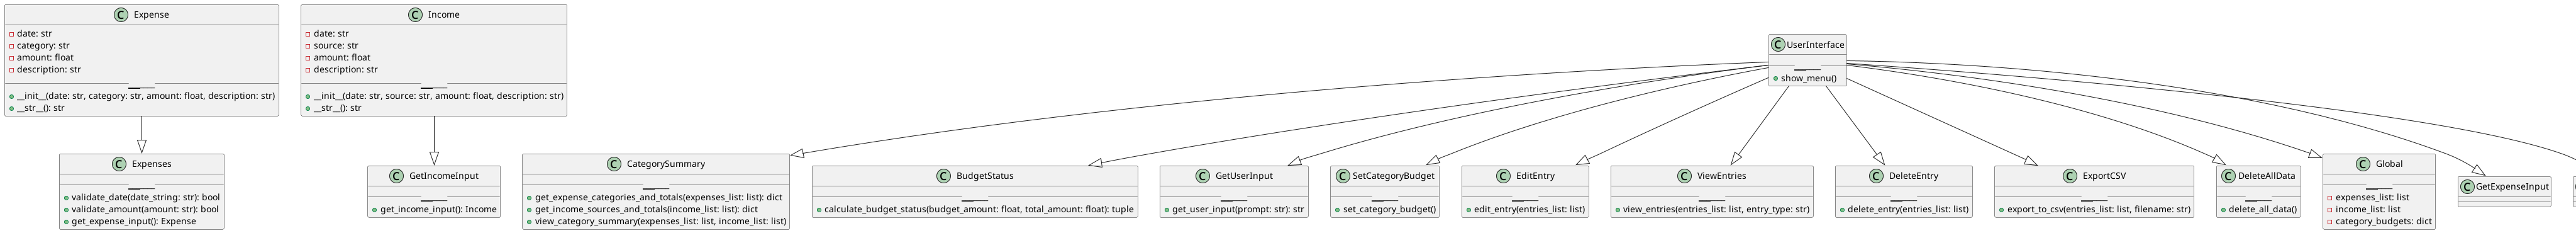 C Expense
date: str
category: str
amount: float
description: str
__init__(date: str, category: str, amount: float, description: str)
__str__(): str
C Income
date: str
source: str
amount: float
description: str
__init__(date: str, source: str, amount: float, description: str)
__str__(): str
C UserInterface
show_menu()
C Expenses
validate_date(date_string: str): bool
validate_amount(amount: str): bool
get_expense_input(): Expense
C GetIncomeInput
get_income_input(): Income
C CategorySummary
get_expense_categories_and_totals(expenses_list: list): dict
get_income_sources_and_totals(income_list: list): dict
view_category_summary(expenses_list: list, income_list: list)
C BudgetStatus
calculate_budget_status(budget_amount: float, total_amount: float): tuple
C GetUserInput
get_user_input(prompt: str): str
C SetCategoryBudget
set_category_budget()
C EditEntry
edit_entry(entries_list: list)
C ViewEntries
view_entries(entries_list: list, entry_type: str)
C DeleteEntry
delete_entry(entries_list: list)
C ExportCSV
export_to_csv(entries_list: list, filename: str)
C DeleteAllData
delete_all_data()
C Global
expenses_list: list
income_list: list
category_budgets: dict
C GetExpenseInput